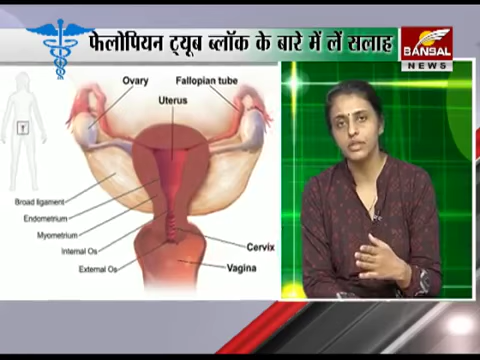 फेलोपियन ट्यूब ब्लॉक के बारे में लें सलाह
BANSAL
NEWS
Ovary
Fallopian tube
Uterus
Broad ligament
Endometrium
Myometrium
Internal Os
External Os
Cervix
Vagina